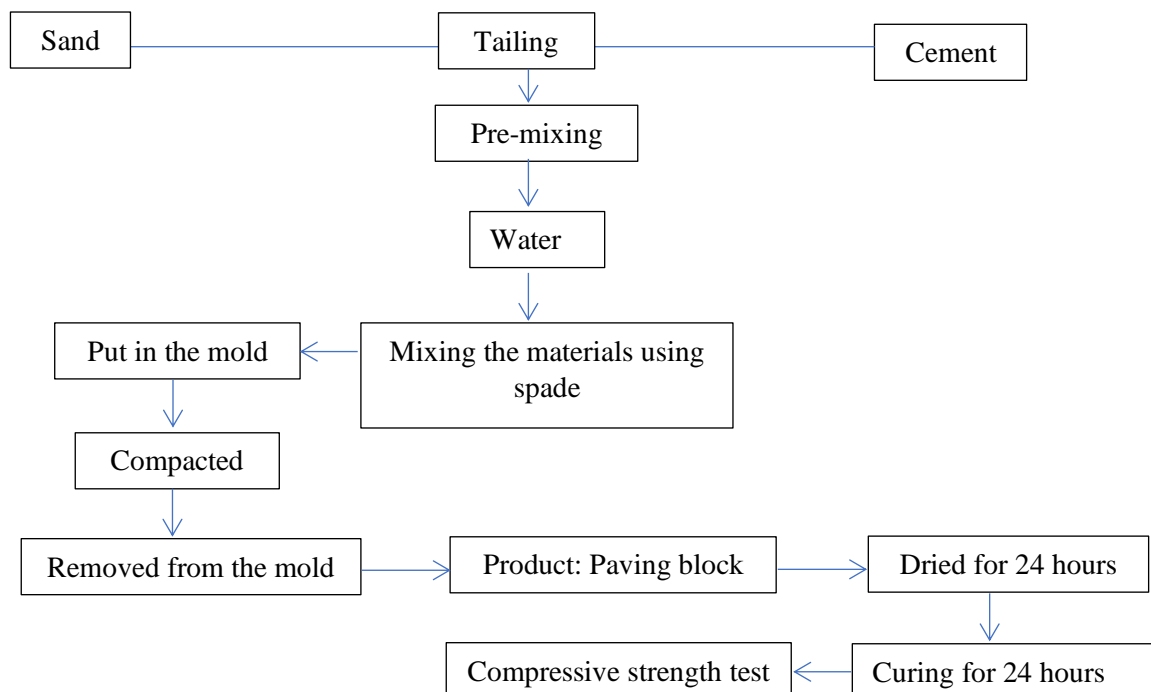 Sand
Tailing
Cement
Pre-mixing
Water
Put in the mold
Mixing the materials using
spade
Compacted
Removed from the mold
Product: Paving block
Dried for 24 hours
Compressive strength test
Curing for 24 hours